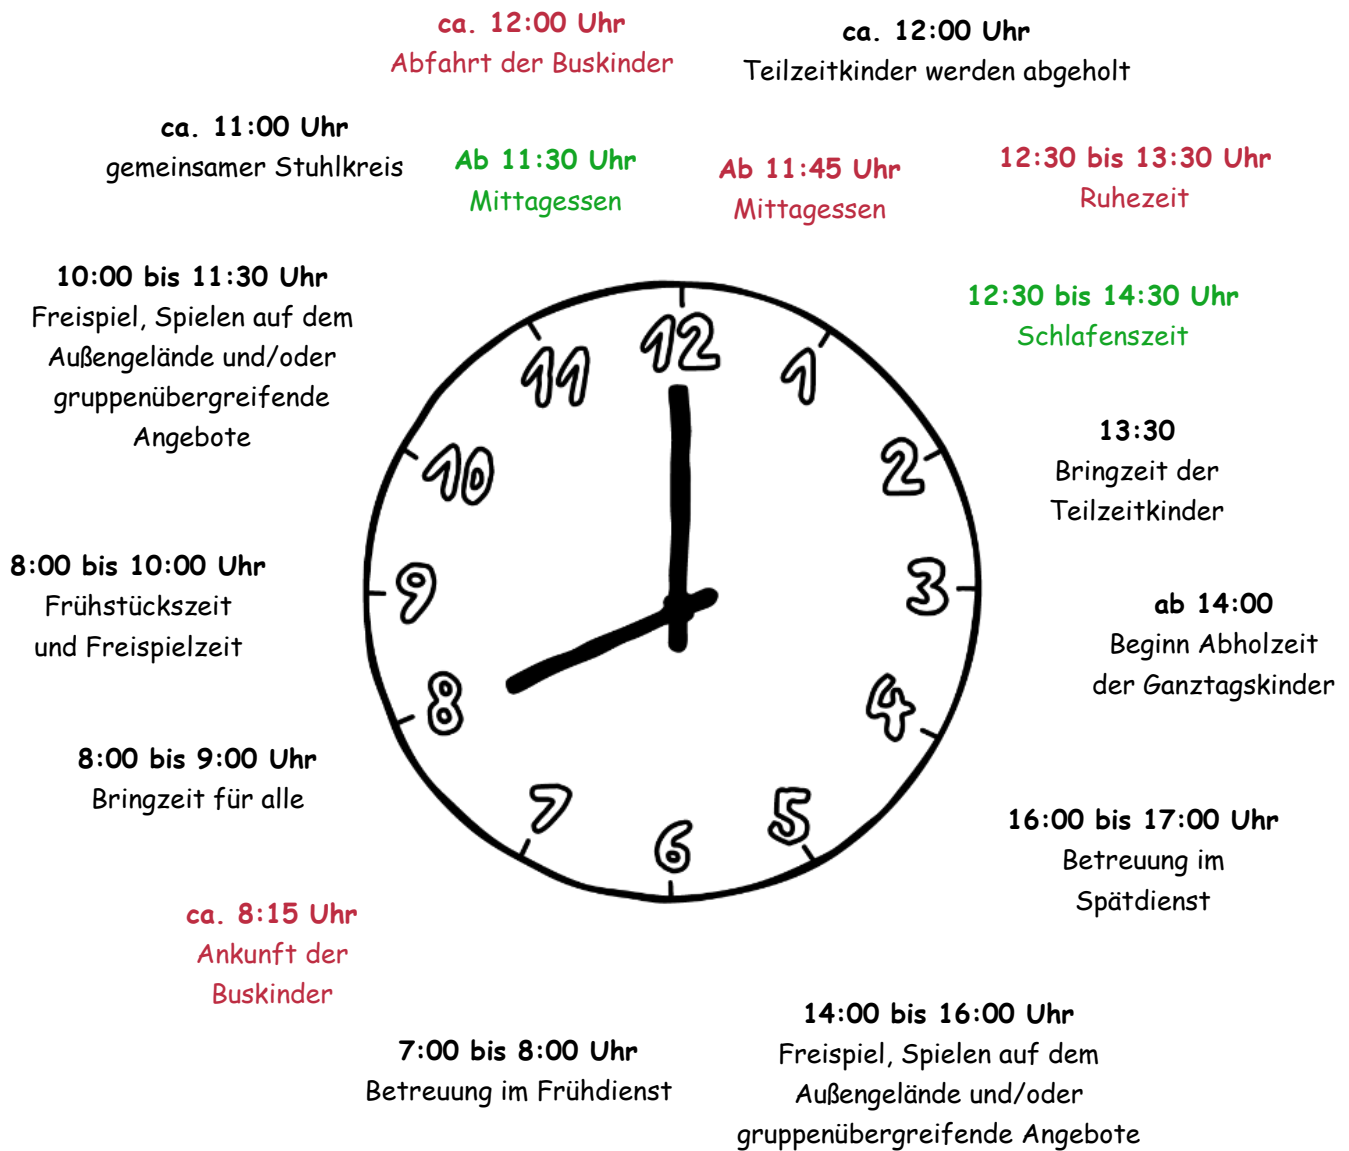 ca. 12:00 Uhr
Abfahrt der Buskinder
ca. 12:00 Uhr
Teilzeitkinder werden abgeholt
ca. 11:00 Uhr
gemeinsamer Stuhlkreis
Ab 11:30 Uhr
Mittagessen
Ab 11:45 Uhr
Mittagessen
12:30 bis 13:30 Uhr
Ruhezeit
10:00 bis 11:30 Uhr
Freispiel, Spielen auf dem
Außengelände und/oder
gruppenübergreifende
Angebote
12:30 bis 14:30 Uhr
Schlafenszeit
13:30
Bringzeit der
Teilzeitkinder
8:00 bis 10:00 Uhr
Frühstückszeit
und Freispielzeit
ab 14:00
Beginn Abholzeit
der Ganztagskinder
8:00 bis 9:00 Uhr
Bringzeit für alle
16:00 bis 17:00 Uhr
Betreuung im
Spätdienst
ca. 8:15 Uhr
Ankunft der
Buskinder
7:00 bis 8:00 Uhr
Betreuung im Frühdienst
14:00 bis 16:00 Uhr
Freispiel, Spielen auf dem
Außengelände und/oder
gruppenübergreifende Angebote
12
1
2
3
4
5
6
7
8
9
10
11